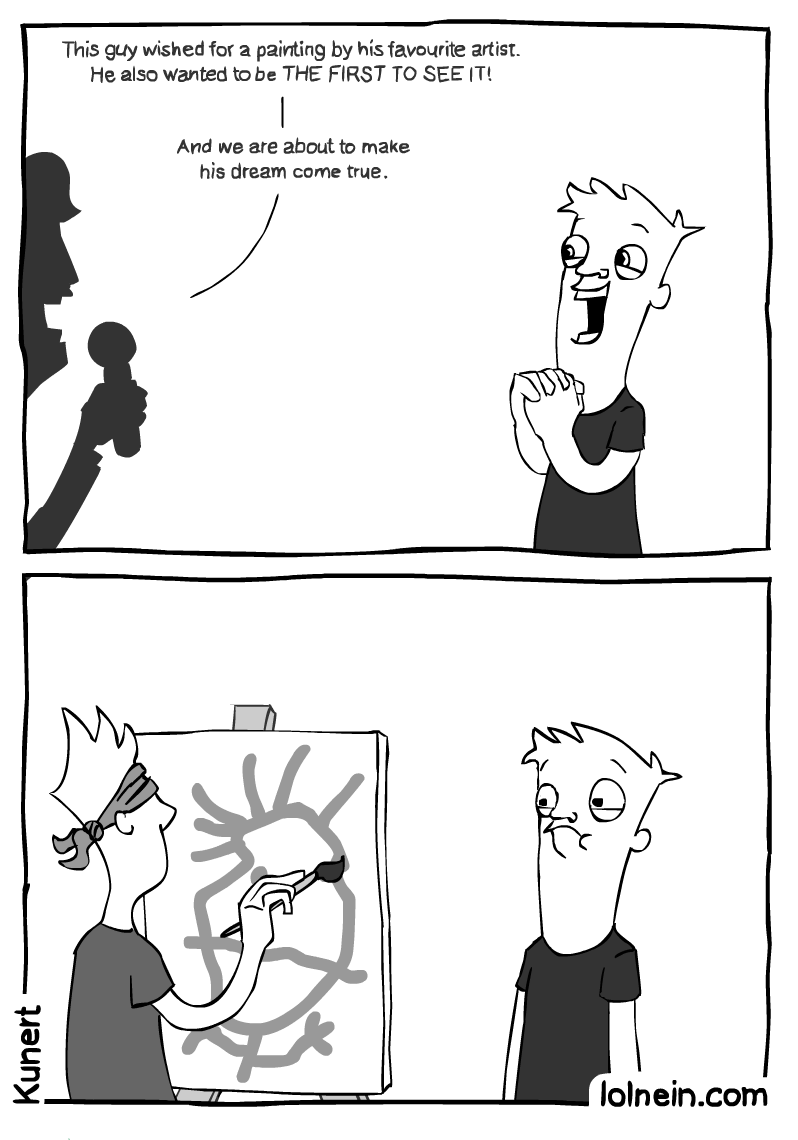 This guy wished for a painting by his favourite artist.
He also wanted to be THE FIRST TO SEE IT!
And we are about to make
his dream come true.
Kunert
lolnein.com